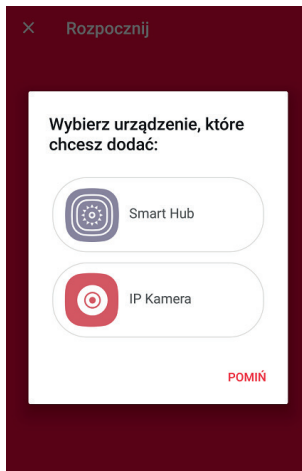 × Rozpocznij
Wybierz urządzenie, które
chcesz dodać:
Smart Hub
IP Kamera
POMIŃ